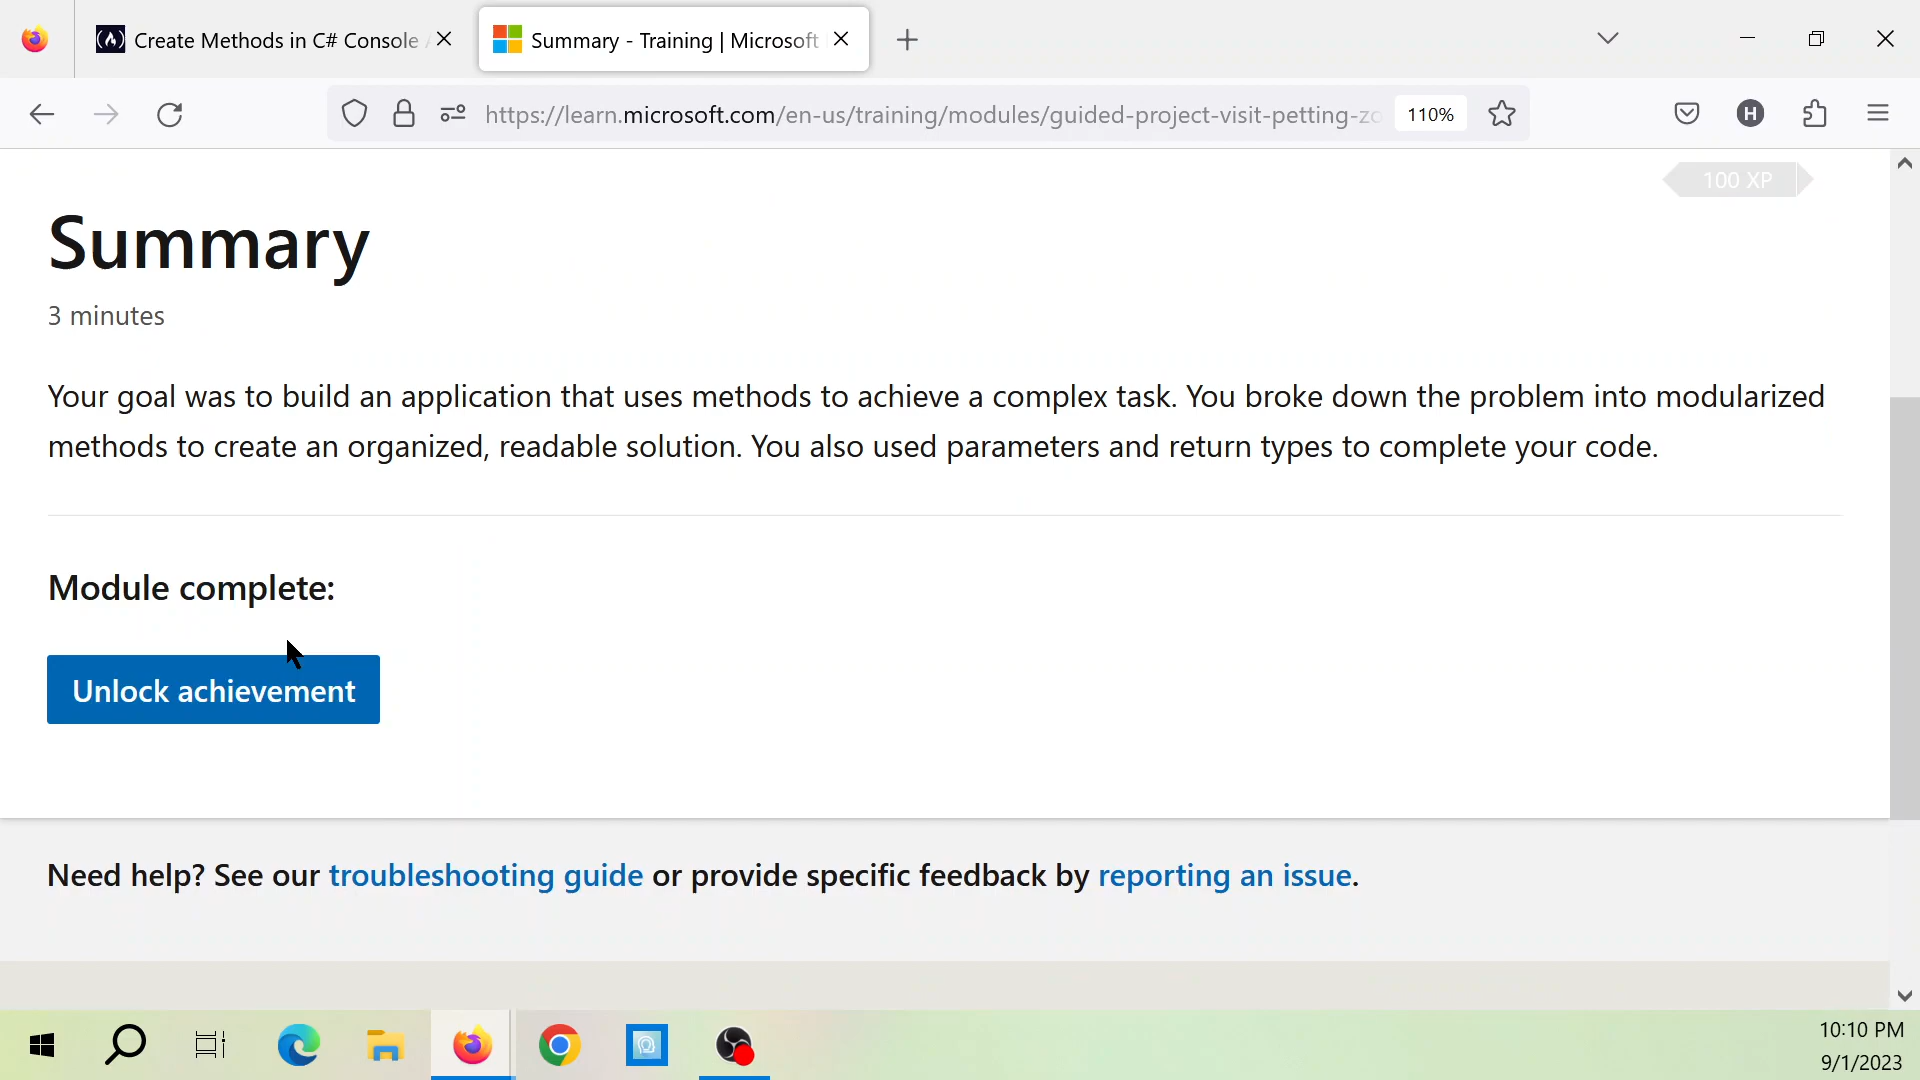 Create Methods in C# Console
Summary - Training | Microsoft
https://learn.microsoft.com/en-us/training/modules/guided-project-visit-petting-zo
110%
H
100 XP
Summary
3 minutes
Your goal was to build an application that uses methods to achieve a complex task. You broke down the problem into modularized
methods to create an organized, readable solution. You also used parameters and return types to complete your code.
Module complete:
Unlock achievement
Need help? See our troubleshooting guide or provide specific feedback by reporting an issue.
10:10 PM
9/1/2023